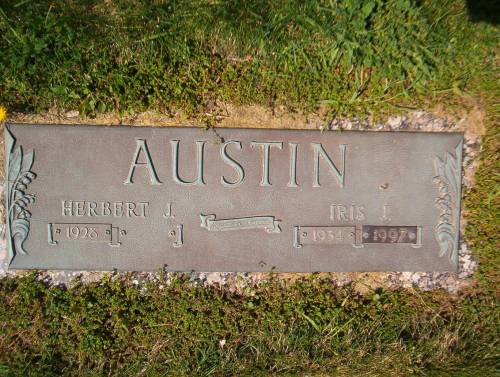 AUSTIN
HERBERT J. IRIS J.
1928 1934 1997